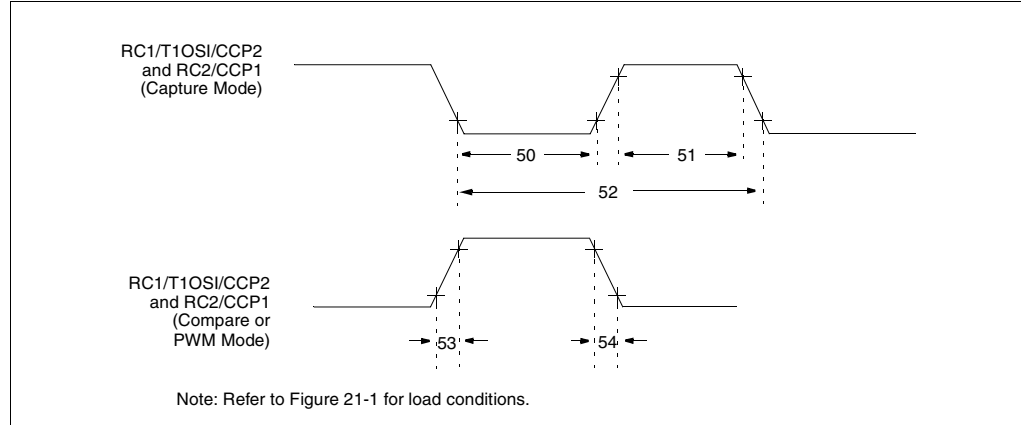 RC1/T1OSI/CCP2
and RC2/CCP1
(Capture Mode)
50
51
52
RC1/T1OSI/CCP2
and RC2/CCP1
(Compare or
PWM Mode)
53
54
Note: Refer to Figure 21-1 for load conditions.